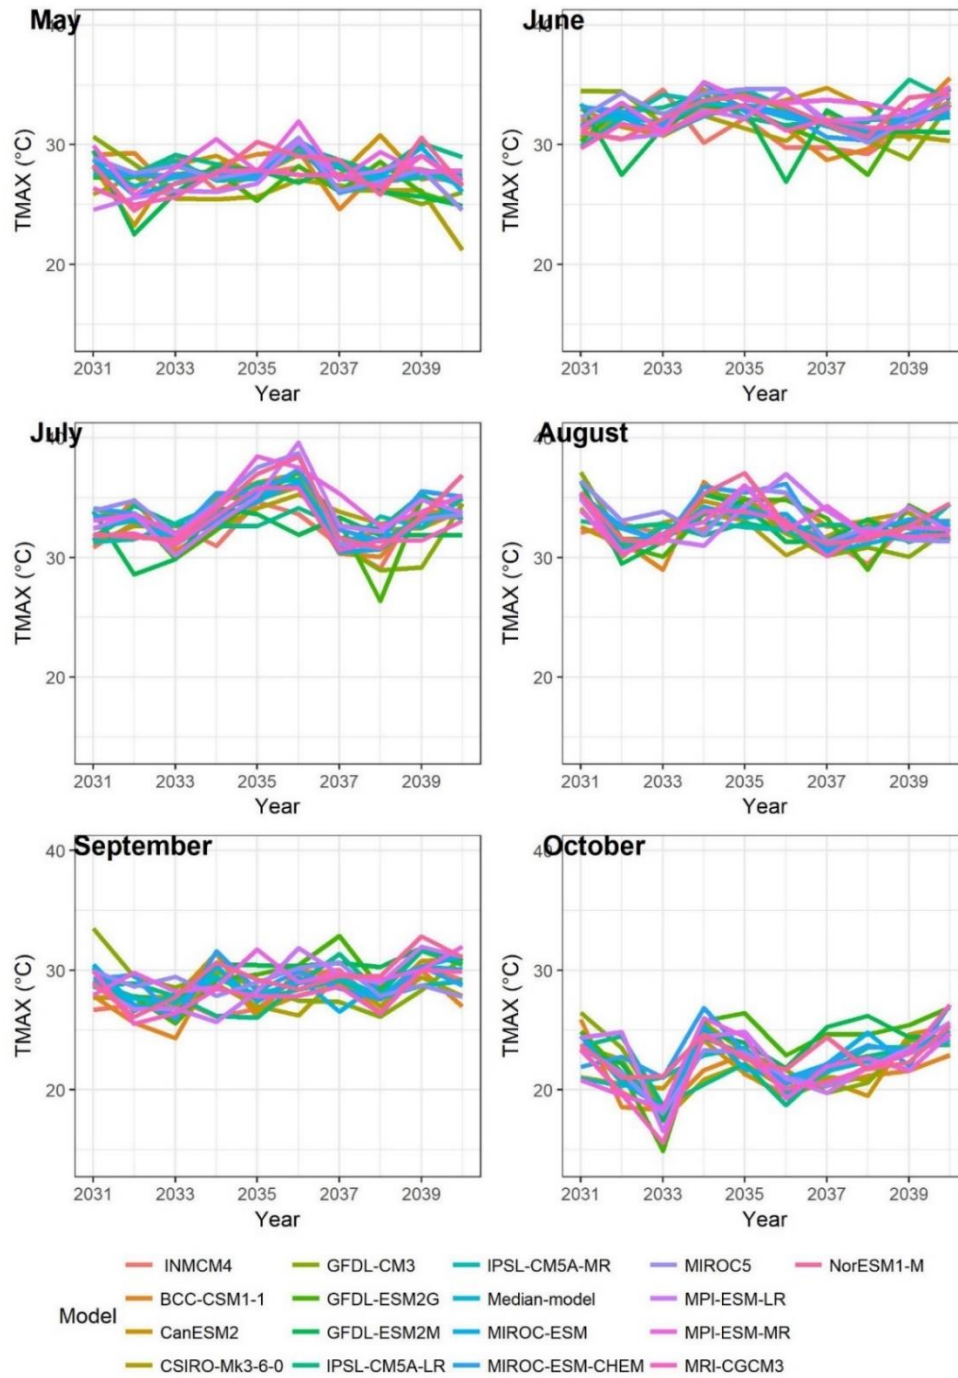 May
June
TMAX (°C)
30
20
2031 2033 2035 2037 2039
Year
TMAX (°C)
30
20
2031 2033 2035 2037 2039
Year
July
August
TMAX (°C)
30
20
2031 2033 2035 2037 2039
Year
TMAX (°C)
40
30
20
2031 2033 2035 2037 2039
Year
September
October
TMAX (°C)
40
30
20
2031 2033 2035 2037 2039
Year
TMAX (°C)
40
30
20
2031 2033 2035 2037 2039
Year
Model
INMCM4
BCC-CSM1-1
CanESM2
CSIRO-Mk3-6-0
GFDL-CM3
GFDL-ESM2G
GFDL-ESM2M
IPSL-CM5A-LR
IPSL-CM5A-MR
Median-model
MIROC-ESM
MIROC-ESM-CHEM
MIROC5
MPI-ESM-LR
MPI-ESM-MR
MRI-CGCM3
NorESM1-M